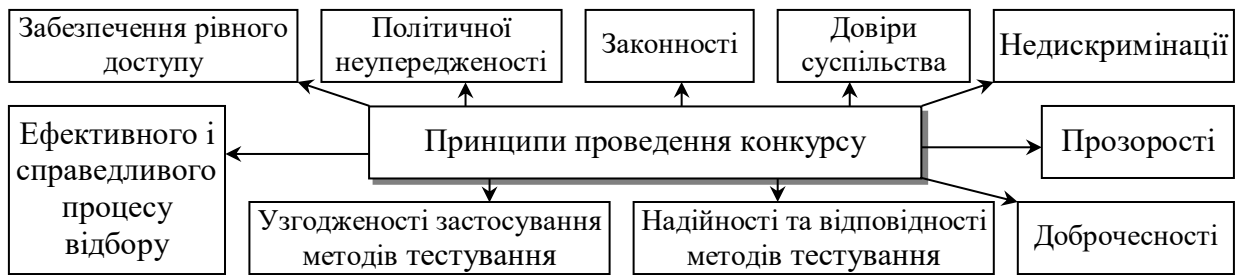 Забезпечення рівного
доступу
Політичної
неупередженості
Законності
Довіри
суспільства
Недискримінації
Ефективного і
справедливого
процесу
відбору
Принципи проведення конкурсу
Прозорості
Узгодженості застосування
методів тестування
Надійності та відповідності
методів тестування
Доброчесності